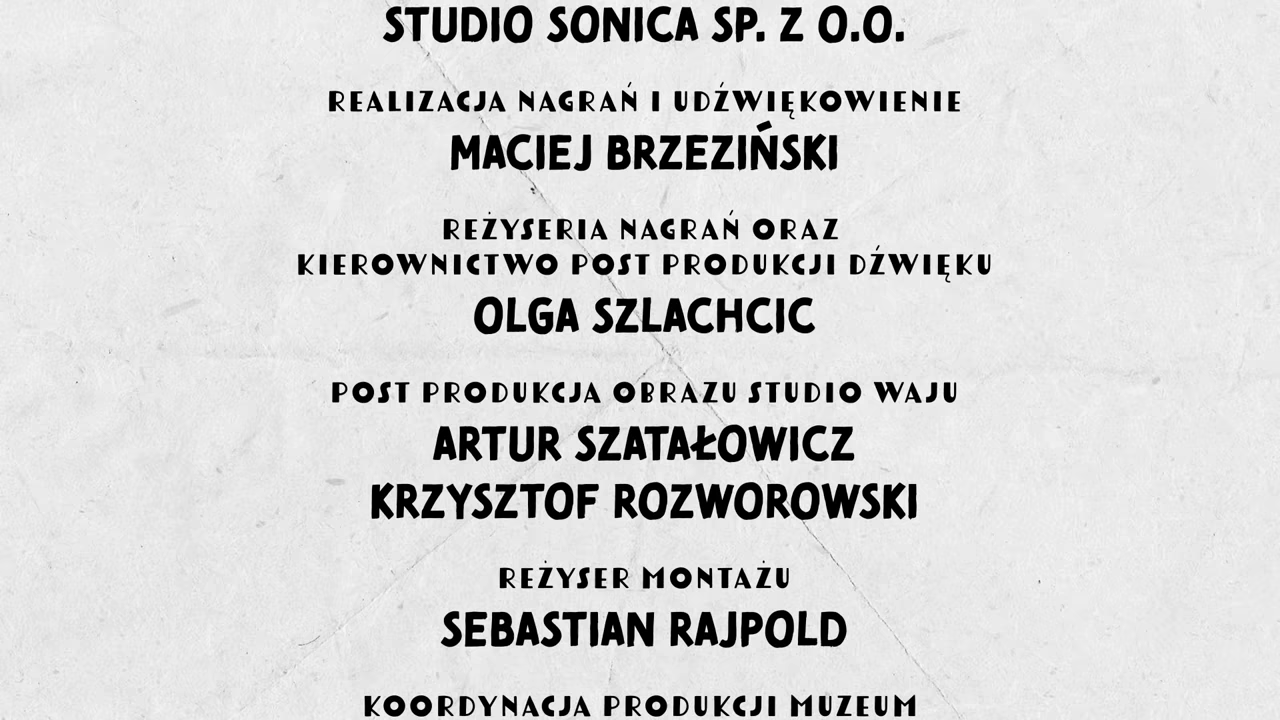 STUDIO SONICA SP. Z O.O.
REALIZACJA NAGRAŃ I UDŹWIĘKOWIENIE
MACIEJ BRZEZIŃSKI
REŻYSERIA NAGRAŃ ORAZ
KIEROWNICTWO POST PRODUKCJI DŹWIĘKU
OLGA SZLACHCIC
POST PRODUKCJA OBRAZU STUDIO WAJU
ARTUR SZATAŁOWICZ
KRZYSZTOF ROZWOROWSKI
REŻYSER MONTAŻU
SEBASTIAN RAJPOLD
KOORDYNACJA PRODUKCJI MUZEUM